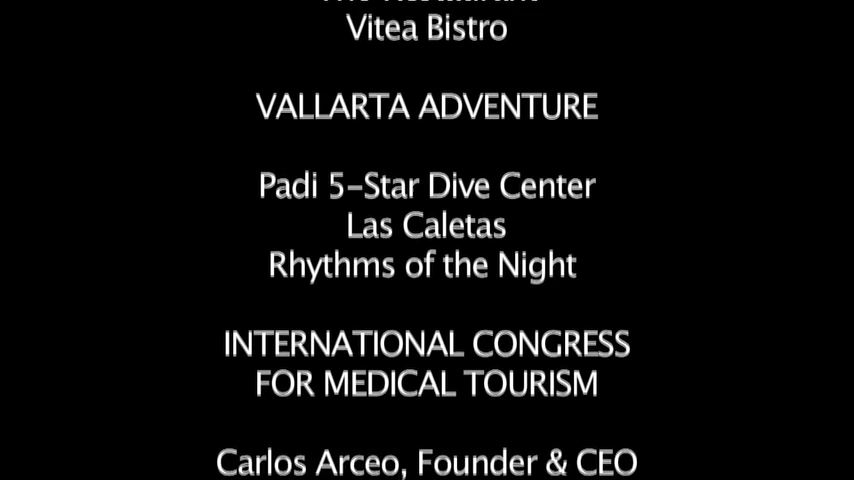 Vitea Bistro
VALLARTA ADVENTURE
Padi 5-Star Dive Center
Las Caletas
Rhythms of the Night
INTERNATIONAL CONGRESS
FOR MEDICAL TOURISM
Carlos Arceo, Founder & CEO